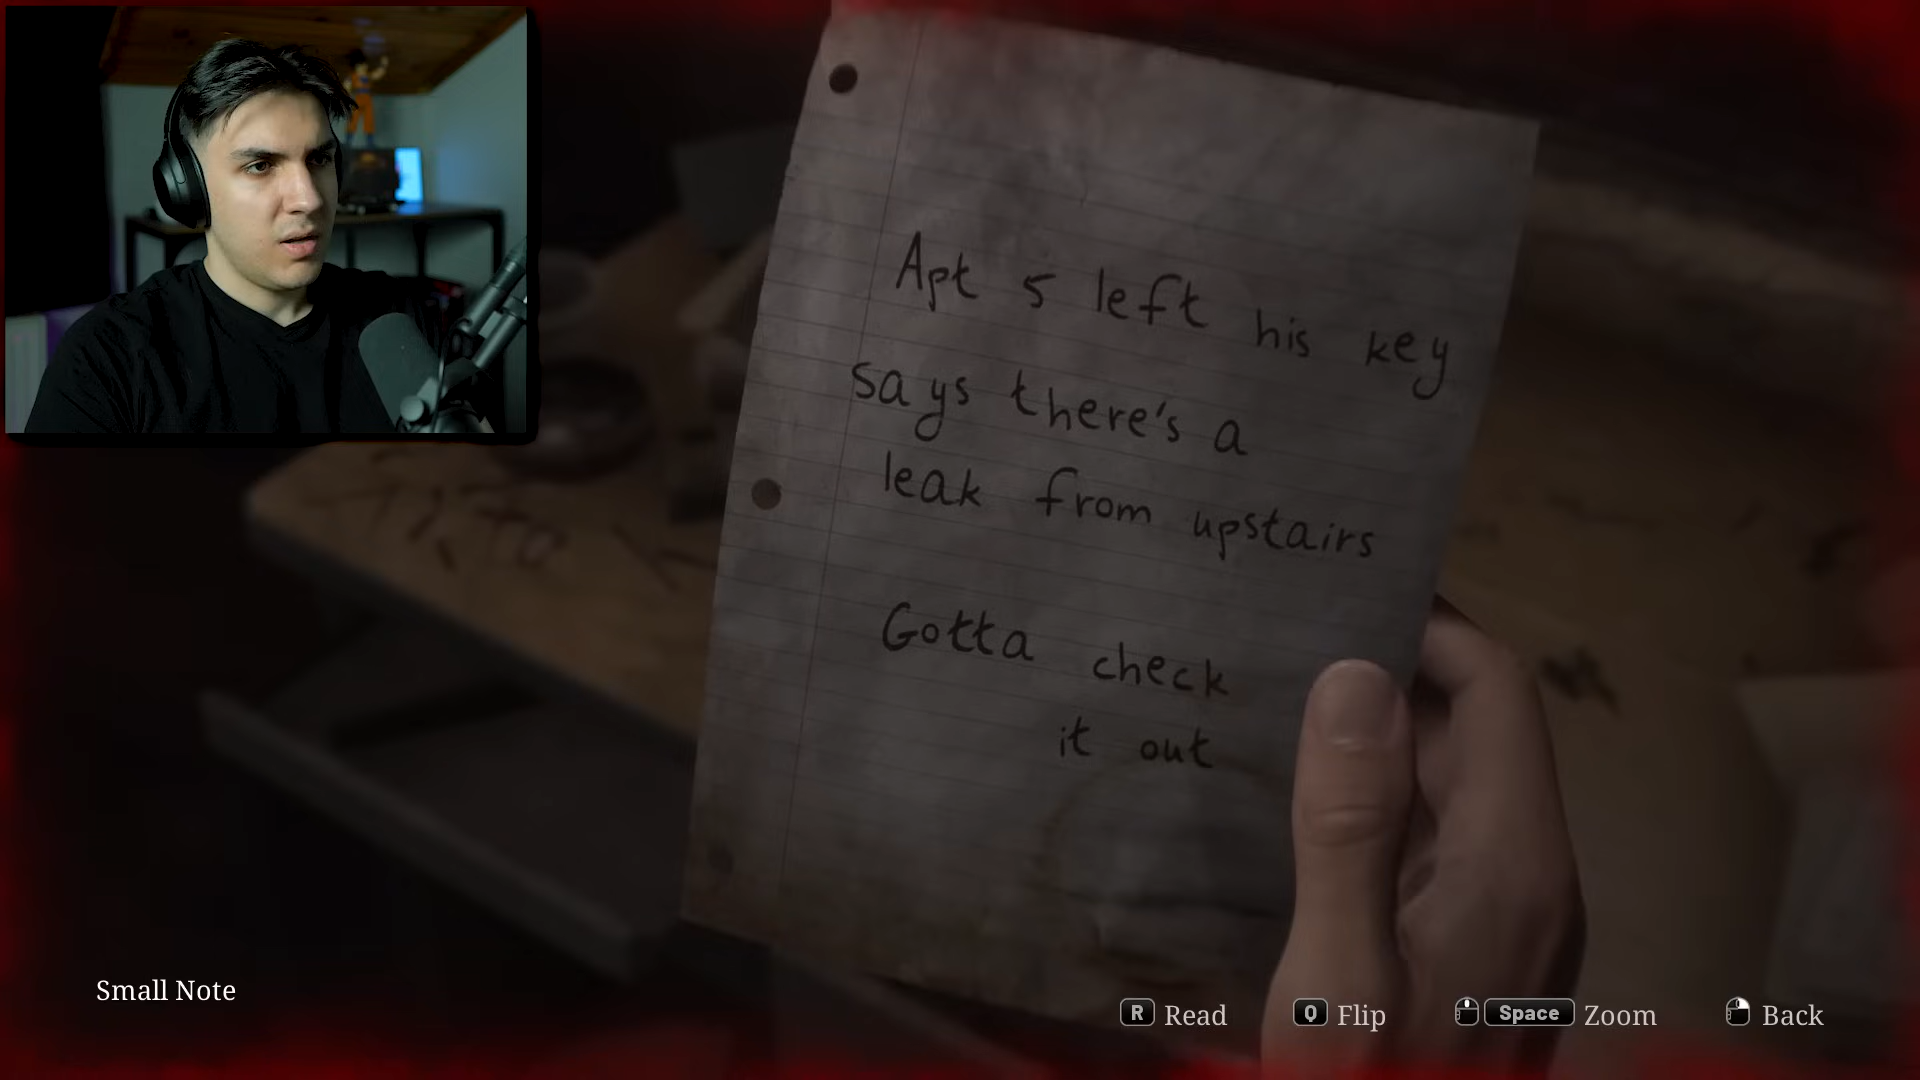 Apt 5 left his key
says there's a
leak from upstairs
Gotta check
it out
Small Note
R Read
Q Flip
Space Zoom
Back